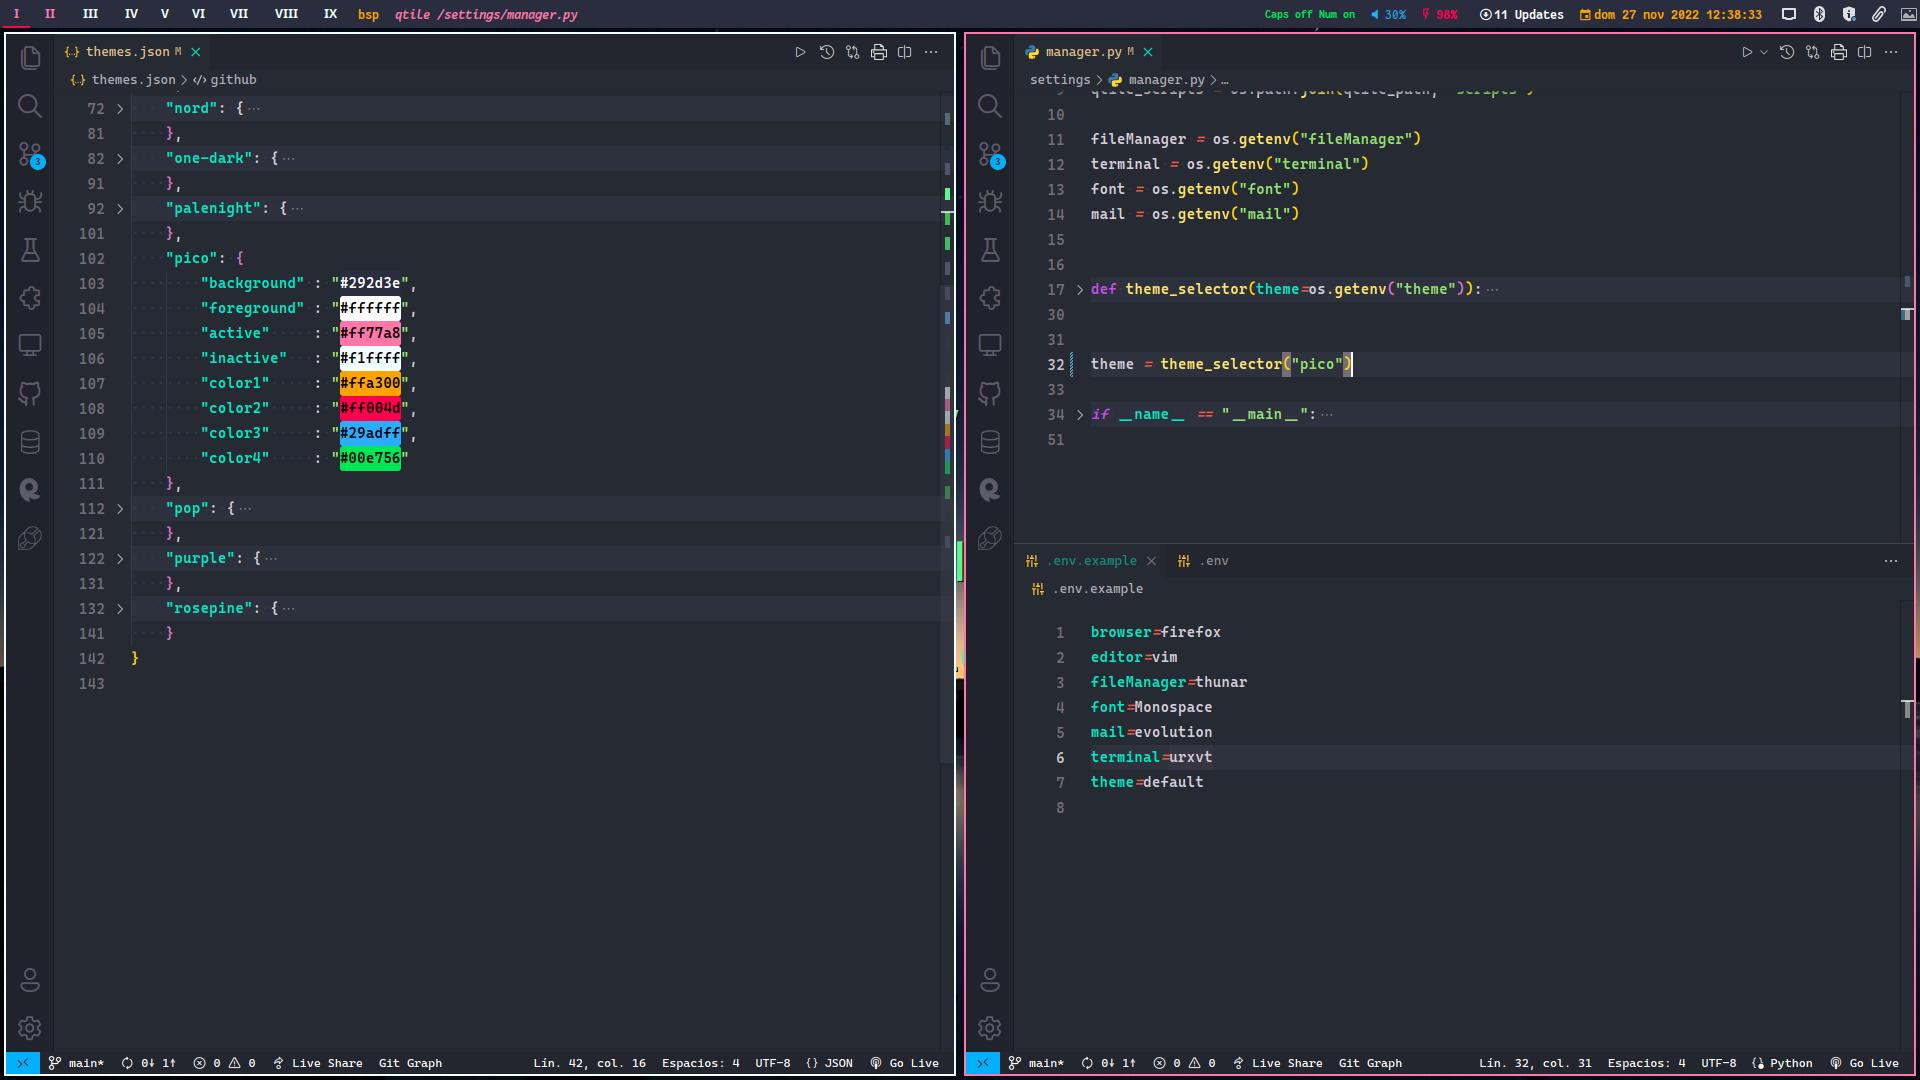 I II III IV V VI VII VIII IX bsp qtile /settings/manager.py
Caps off Num on 30% 98% 11 Updates dom 27 nov 2022 12:38:33
themes.json M
themes.json > github
72 "nord": {
81 },
82 "one-dark": {
91 },
92 "palenight": {
101 },
102 "pico": {
103 "background" : "#292d3e",
104 "foreground" : "#ffffff",
105 "active" : "#ff77a8",
106 "inactive" : "#f1ffff",
107 "color1" : "#ffa300",
108 "color2" : "#ff004d",
109 "color3" : "#29adff",
110 "color4" : "#00e756"
111 },
112 "pop": {
121 },
122 "purple": {
131 },
132 "rosepine": {
141 }
142 }
143
3
main* 0↓ 1↑ 0 0 Live Share Git Graph Lín. 42, col. 16 Espacios: 4 UTF-8 {} JSON Go Live
manager.py M
settings > manager.py > …
10
11 fileManager = os.getenv("fileManager")
12 terminal = os.getenv("terminal")
13 font = os.getenv("font")
14 mail = os.getenv("mail")
15
16
17 def theme_selector(theme=os.getenv("theme")):
30
31
32 theme = theme_selector("pico")
33
34 if __name__ == "__main__":
51
3
.env.example .env
.env.example
1 browser=firefox
2 editor=vim
3 fileManager=thunar
4 font=Monospace
5 mail=evolution
6 terminal=urxvt
7 theme=default
8
main* 0↓ 1↑ 0 0 Live Share Git Graph Lín. 32, col. 31 Espacios: 4 UTF-8 Python Go Live